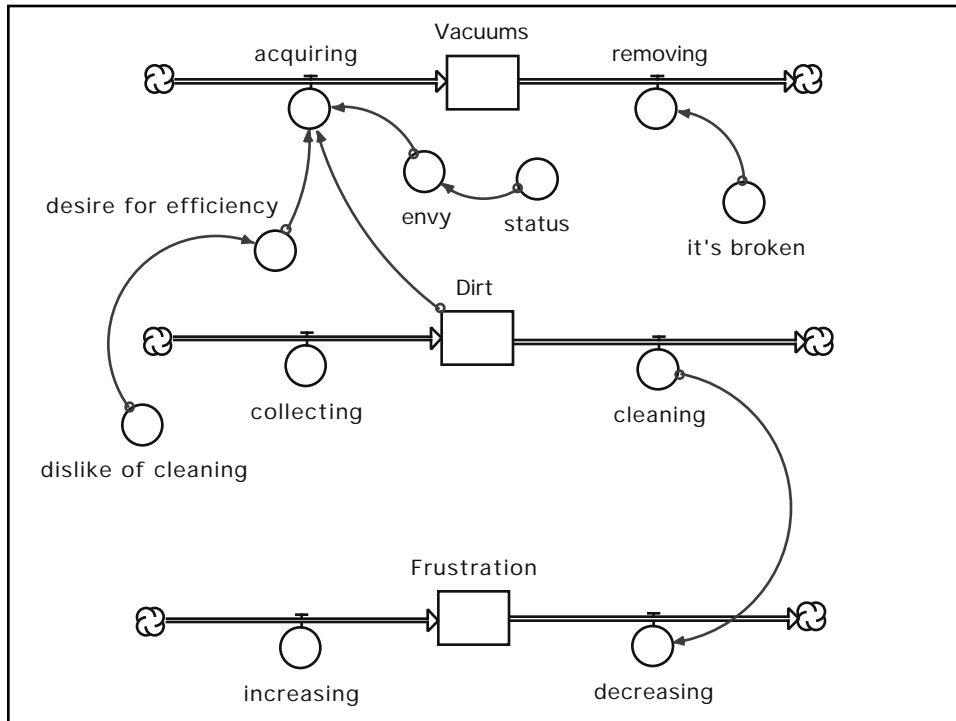 Vacuums
acquiring
removing
desire for efficiency
envy
status
it's broken
Dirt
collecting
cleaning
dislike of cleaning
Frustration
increasing
decreasing